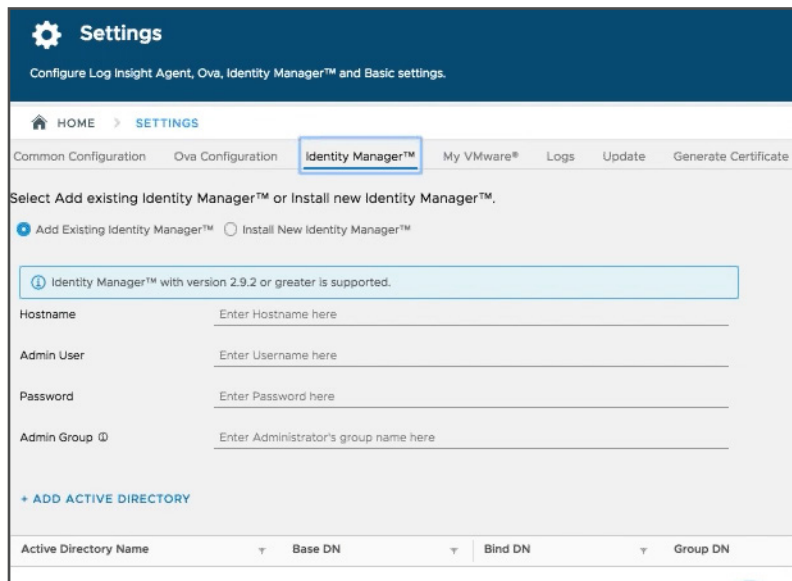 Settings
Configure Log Insight Agent, Ova, Identity Manager™ and Basic settings.
HOME > SETTINGS
Common Configuration Ova Configuration Identity Manager™ My VMware® Logs Update Generate Certificate
Select Add existing Identity Manager™ or Install new Identity Manager™.
Add Existing Identity Manager™ Install New Identity Manager™
Identity Manager™ with version 2.9.2 or greater is supported.
Hostname Enter Hostname here
Admin User Enter Username here
Password Enter Password here
Admin Group Enter Administrator's group name here
+ ADD ACTIVE DIRECTORY
Active Directory Name Base DN Bind DN Group DN